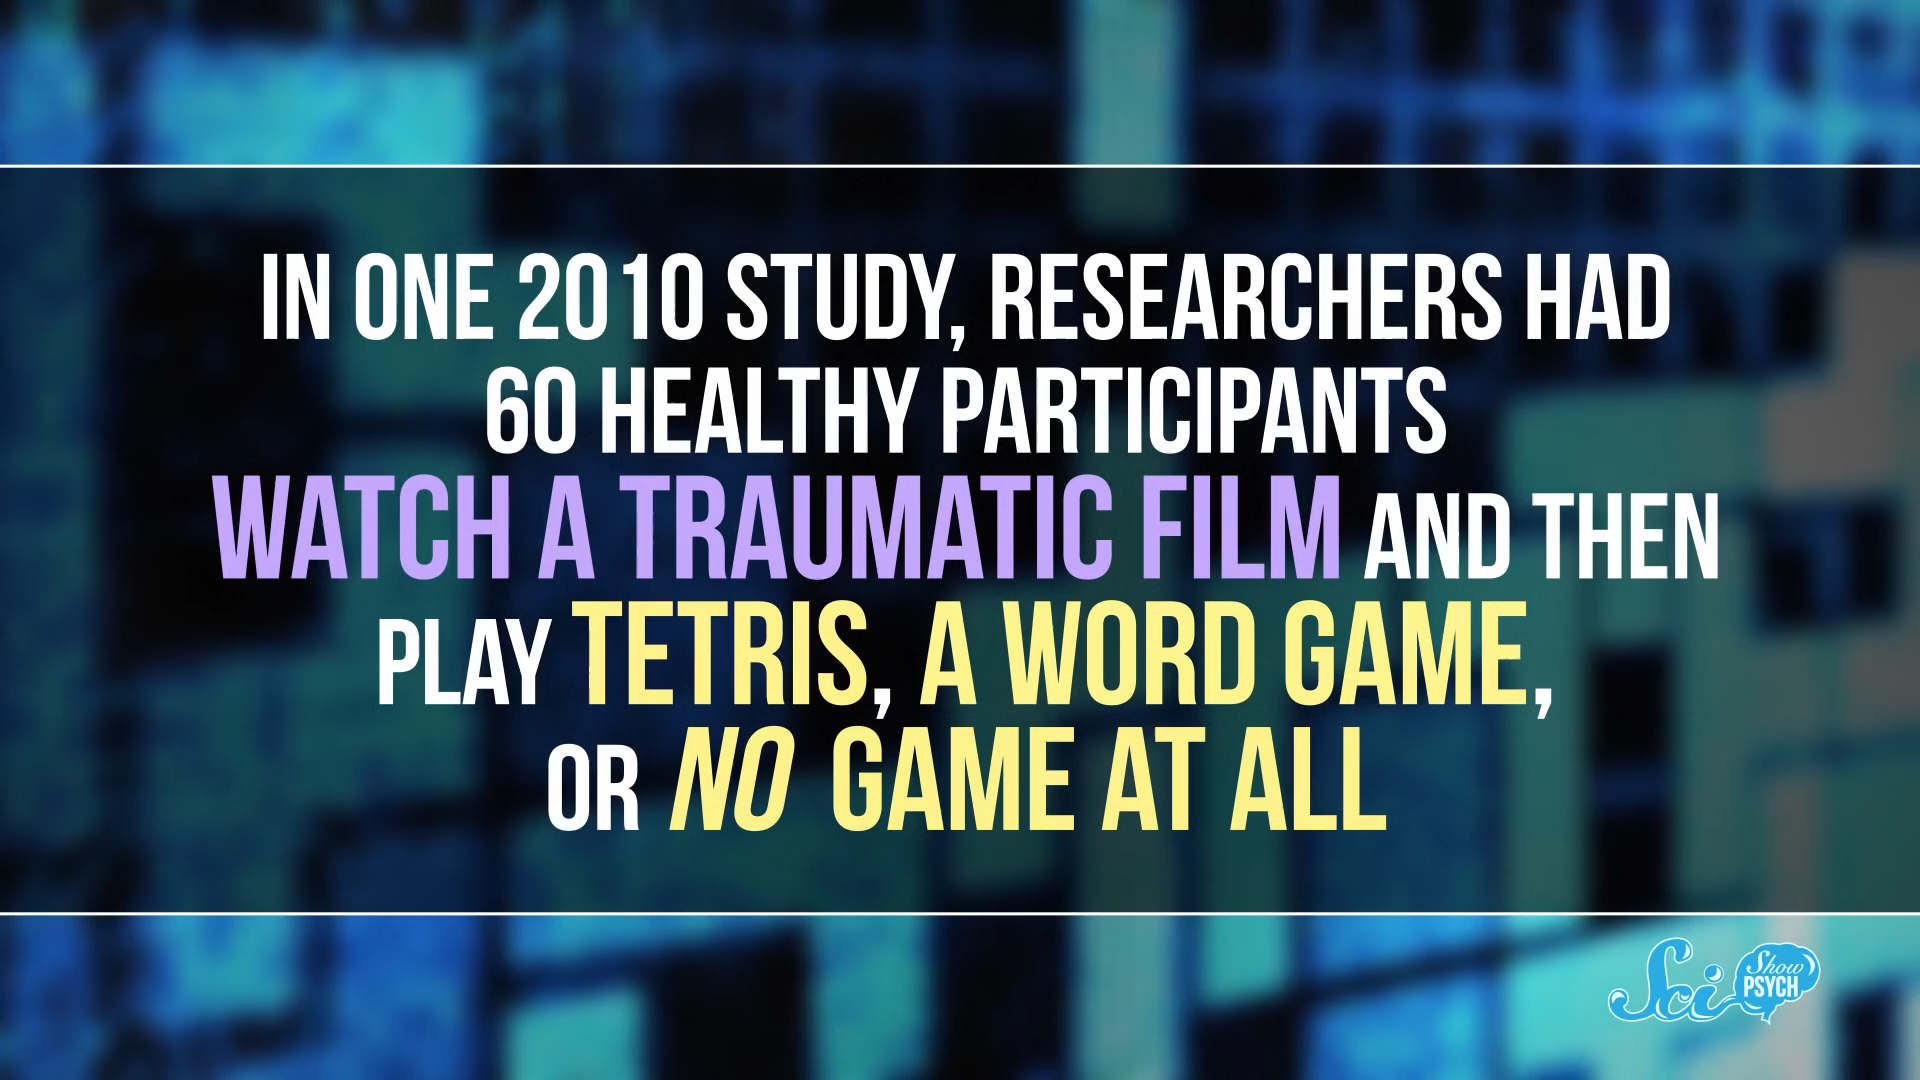 IN ONE 2010 STUDY, RESEARCHERS HAD
60 HEALTHY PARTICIPANTS
WATCH A TRAUMATIC FILM AND THEN
PLAY TETRIS, A WORD GAME,
OR NO GAME AT ALL
Sci Show
PSYCH